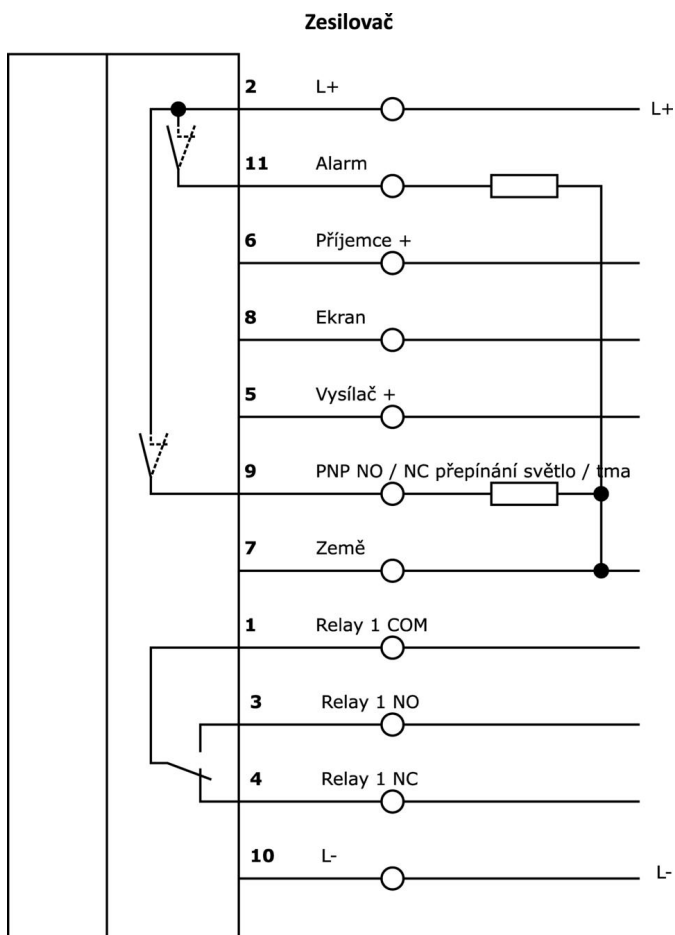 Zesilovač
2 L+
L+
11 Alarm
6 Příjemce +
8 Ekran
5 Vysílač +
9 PNP NO / NC přepínání světlo / tma
7 Země
1 Relay 1 COM
3 Relay 1 NO
4 Relay 1 NC
10 L-
L-